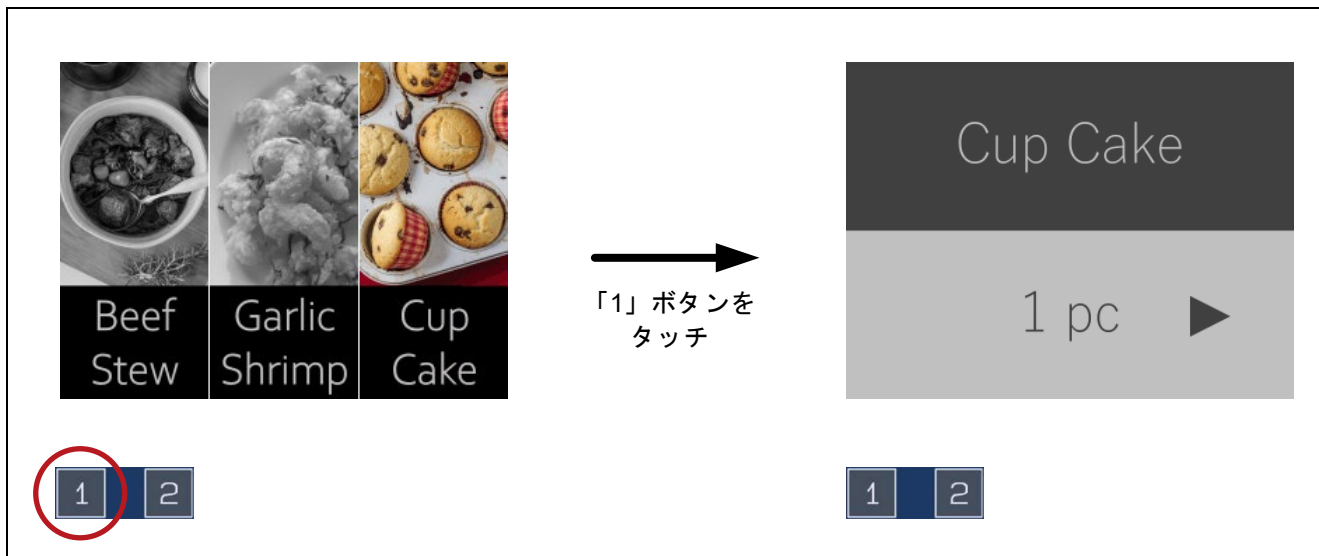 Beef
Stew
Garlic
Shrimp
Cup
Cake
「1」ボタンを
タッチ
Cup Cake
1 pc ▶
1 2
1 2